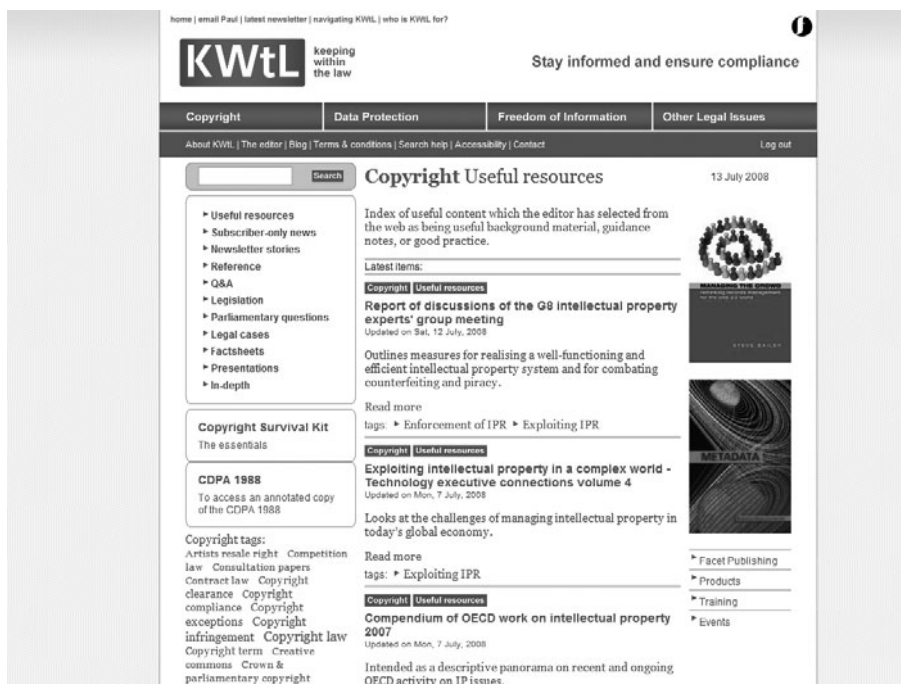 home | email Paul | latest newsletter | navigating KWtL | who is KWtL for?
KWtL
keeping
within
the law
Stay informed and ensure compliance
Copyright
Data Protection
Freedom of Information
Other Legal Issues
About KWtL | The editor | Blog | Terms & conditions | Search help | Accessibility | Contact
Log out
Search
Useful resources
Subscriber-only news
Newsletter stories
Reference
Q&A
Legislation
Parliamentary questions
Legal cases
Factsheets
Presentations
In-depth
Copyright Survival Kit
The essentials
CDPA 1988
To access an annotated copy
of the CDPA 1988
Copyright tags:
Artists resale right Competition
law Consultation papers
Contract law Copyright
clearance Copyright
compliance Copyright
exceptions Copyright
infringement Copyright law
Copyright term Creative
commons Crown &
parliamentary copyright
Copyright Useful resources
Index of useful content which the editor has selected from
the web as being useful background material, guidance
notes, or good practice.
Latest items:
Copyright Useful resources
Report of discussions of the G8 intellectual property
experts' group meeting
Updated on Sat, 12 July, 2008
Outlines measures for realising a well-functioning and
efficient intellectual property system and for combating
counterfeiting and piracy.
Read more
tags: Enforcement of IPR Exploiting IPR
Copyright Useful resources
Exploiting intellectual property in a complex world -
Technology executive connections volume 4
Updated on Mon, 7 July, 2008
Looks at the challenges of managing intellectual property in
today's global economy.
Read more
tags: Exploiting IPR
Copyright Useful resources
Compendium of OECD work on intellectual property
2007
Updated on Mon, 7 July, 2008
Intended as a descriptive panorama on recent and ongoing
OECD activity on IP issues.
13 July 2008
MANAGING THE CROWD
rethinking records management
for the web 2.0 world
STEVE BAILEY
METADATA
Facet Publishing
Products
Training
Events